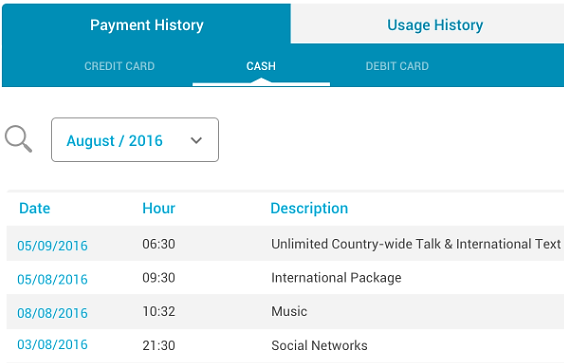 Payment History Usage History
CREDIT CARD CASH DEBIT CARD
August / 2016
Date Hour Description
05/09/2016 06:30 Unlimited Country-wide Talk & International Text
05/08/2016 09:30 International Package
08/08/2016 10:32 Music
03/08/2016 21:30 Social Networks